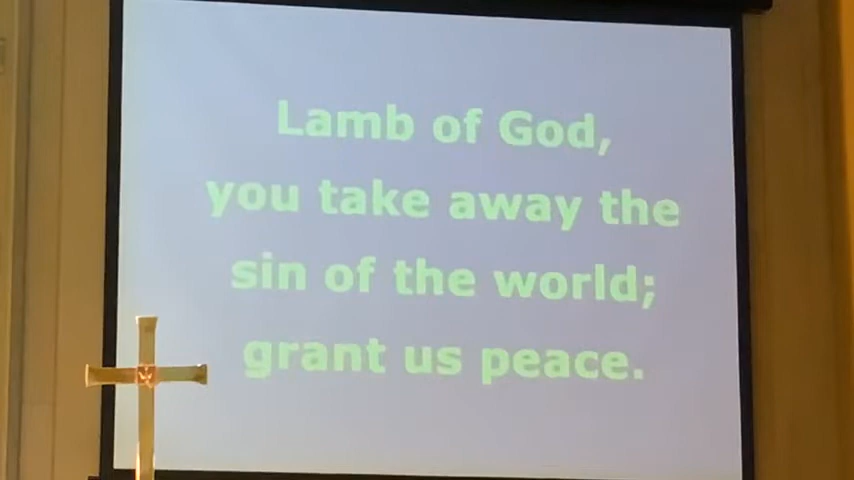 Lamb of God,
you take away the
sin of the world;
grant us peace.